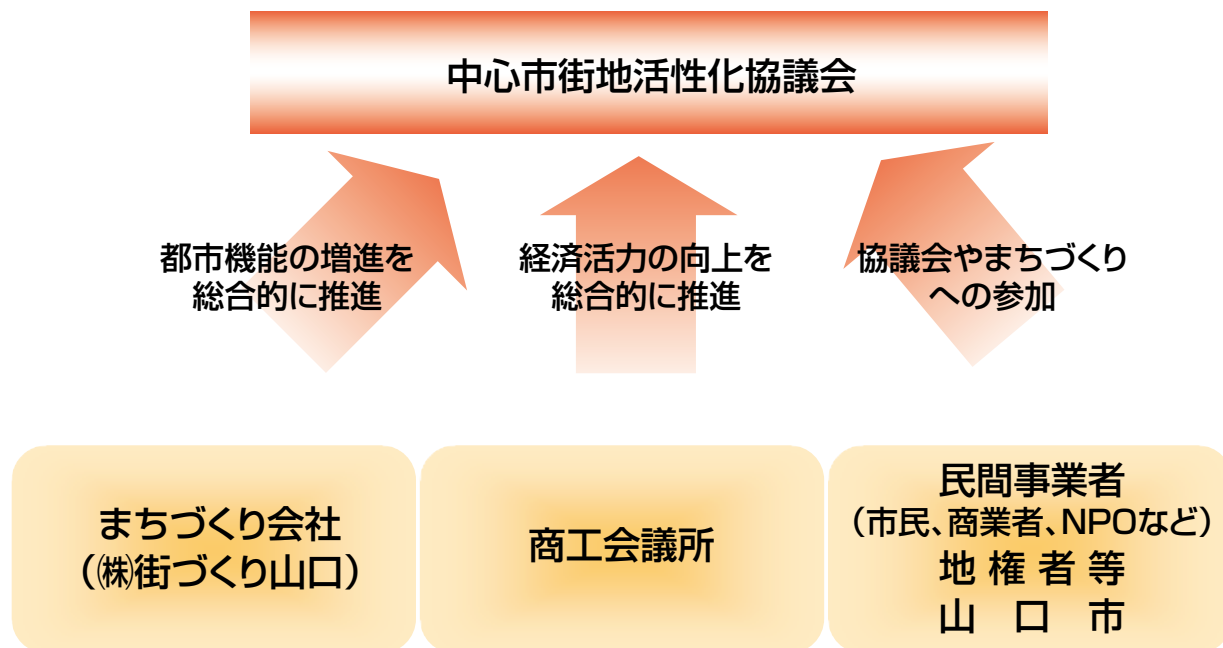 中心市街地活性化協議会
都市機能の増進を
総合的に推進
経済活力の向上を
総合的に推進
協議会やまちづくり
への参加
まちづくり会社
（㈱街づくり山口）
商工会議所
民間事業者
（市民、商業者、NPOなど）
地権者等
山口市